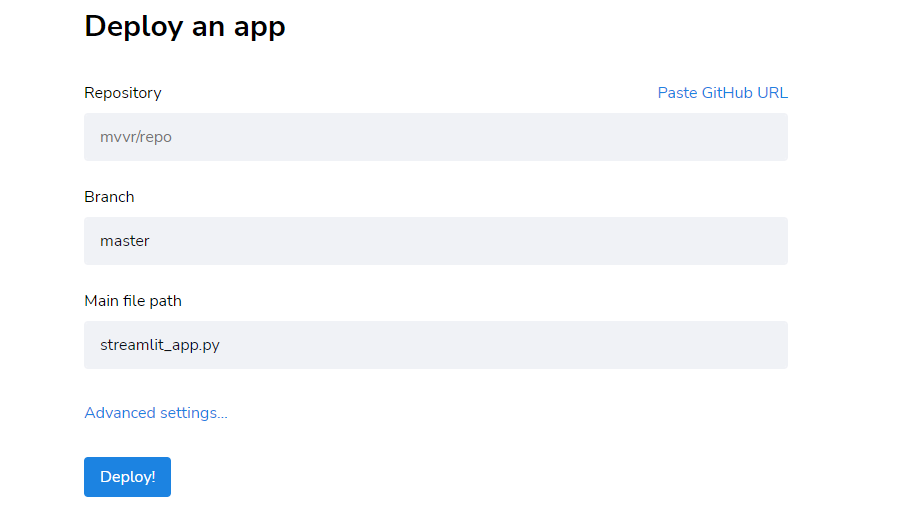 Deploy an app
Repository
Paste GitHub URL
mvvr/repo
Branch
master
Main file path
streamlit_app.py
Advanced settings...
Deploy!